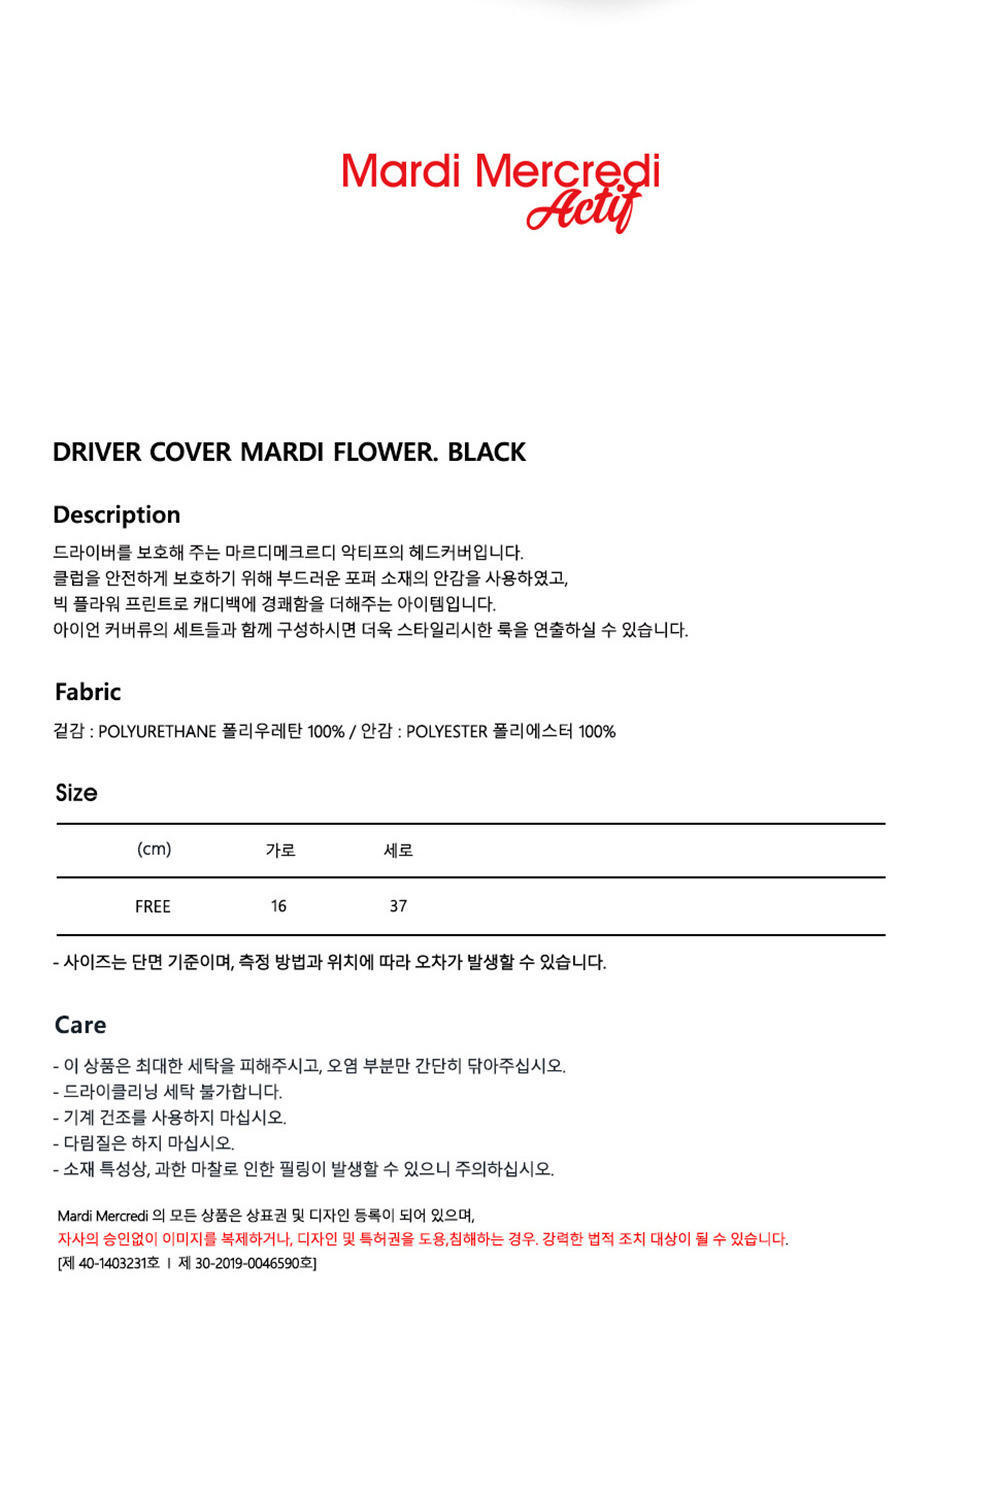 Mardi Mercredi
Actif
DRIVER COVER MARDI FLOWER. BLACK
Description
드라이버를 보호해 주는 마르디메크르디 악티프의 헤드커버입니다.
클럽을 안전하게 보호하기 위해 부드러운 포퍼 소재의 안감을 사용하였고,
빅 플라워 프린트로 캐디백에 경쾌함을 더해주는 아이템입니다.
아이언 커버류의 세트들과 함께 구성하시면 더욱 스타일리시한 룩을 연출하실 수 있습니다.
Fabric
겉감 : POLYURETHANE 폴리우레탄 100% / 안감 : POLYESTER 폴리에스터 100%
Size
(cm) 가로 세로
FREE 16 37
- 사이즈는 단면 기준이며, 측정 방법과 위치에 따라 오차가 발생할 수 있습니다.
Care
- 이 상품은 최대한 세탁을 피해주시고, 오염 부분만 간단히 닦아주십시오.
- 드라이클리닝 세탁 불가합니다.
- 기계 건조를 사용하지 마십시오.
- 다림질은 하지 마십시오.
- 소재 특성상, 과한 마찰로 인한 필링이 발생할 수 있으니 주의하십시오.
Mardi Mercredi 의 모든 상품은 상표권 및 디자인 등록이 되어 있으며,
자사의 승인없이 이미지를 복제하거나, 디자인 및 특허권을 도용,침해하는 경우. 강력한 법적 조치 대상이 될 수 있습니다.
[제 40-1403231호 ㅣ 제 30-2019-0046590호]